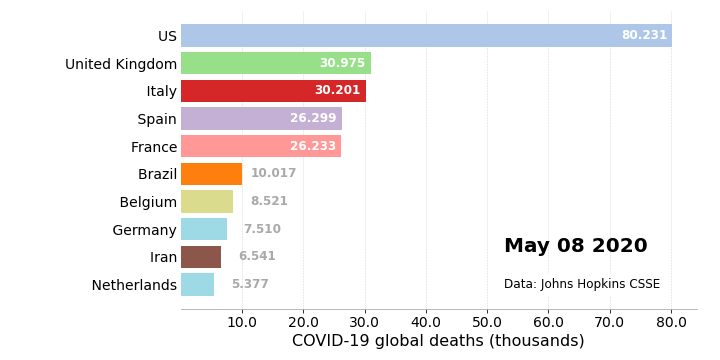 US 80.231
United Kingdom 30.975
Italy 30.201
Spain 26.299
France 26.233
Brazil 10.017
Belgium 8.521
Germany 7.510
Iran 6.541
Netherlands 5.377
May 08 2020
Data: Johns Hopkins CSSE
10.0 20.0 30.0 40.0 50.0 60.0 70.0 80.0
COVID-19 global deaths (thousands)